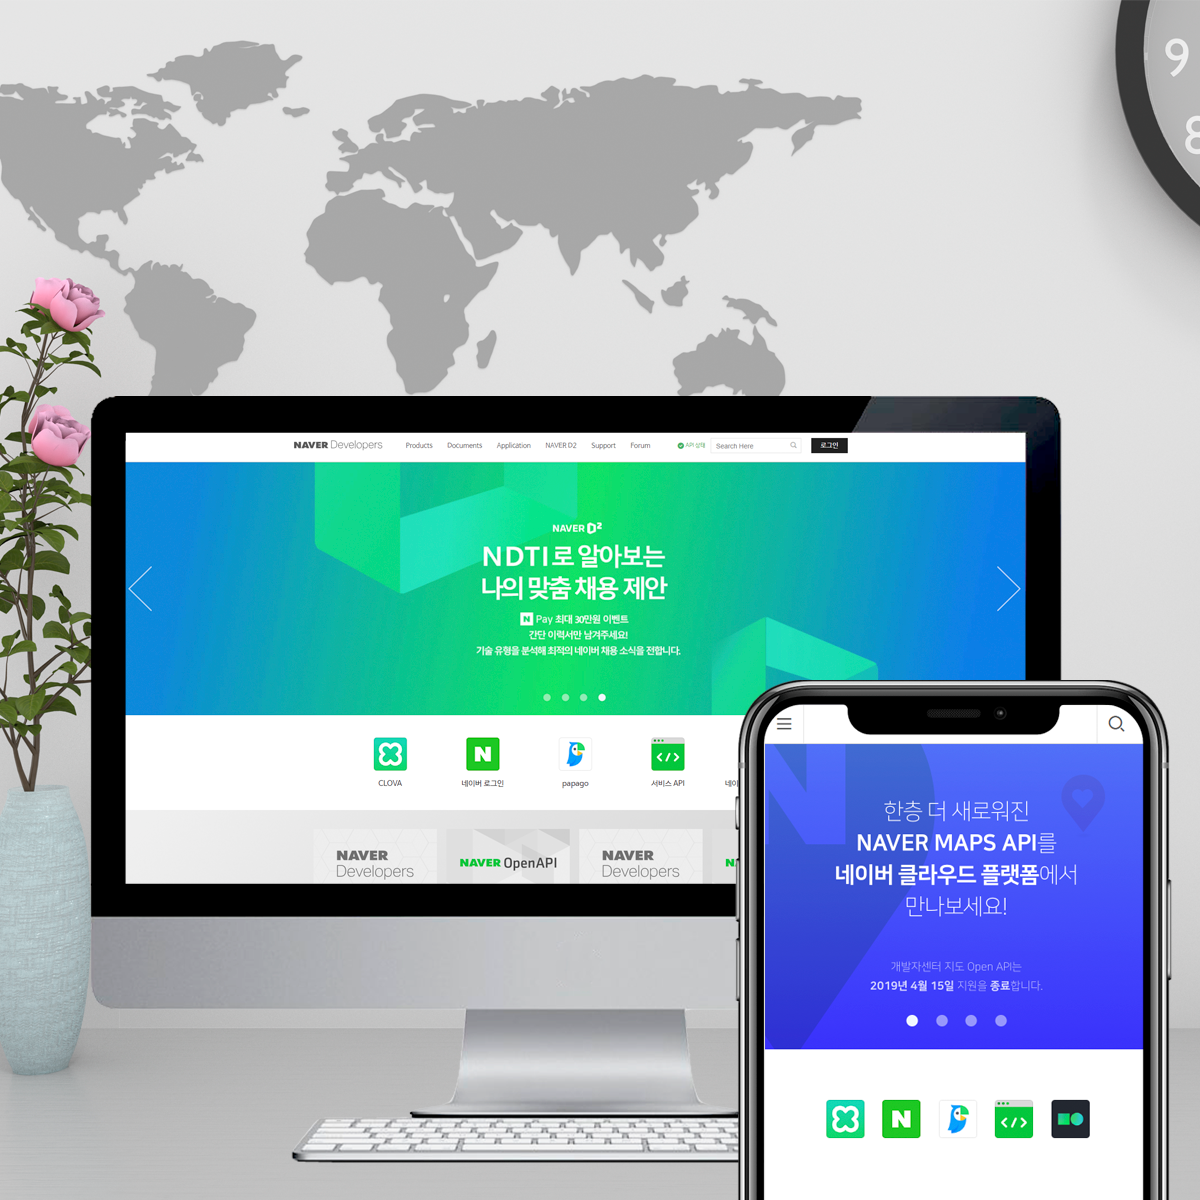 9
8
NAVER Developers Products Documents Application NAVER D2 Support Forum API 상태 Search Here 로그인
NAVER D2
NDTI로 알아보는
나의 맞춤 채용 제안
N Pay 최대 30만원 이벤트
간단 이력서만 남겨주세요!
기술 유형을 분석해 최적의 네이버 채용 소식을 전합니다.
N
CLOVA 네이버 로그인 papago 서비스 API 네이
NAVER
Developers
NAVER OpenAPI
NAVER
Developers
N
한층 더 새로워진
NAVER MAPS API를
네이버 클라우드 플랫폼에서
만나보세요!
개발자센터 지도 Open API는
2019년 4월 15일 지원을 종료합니다.
N